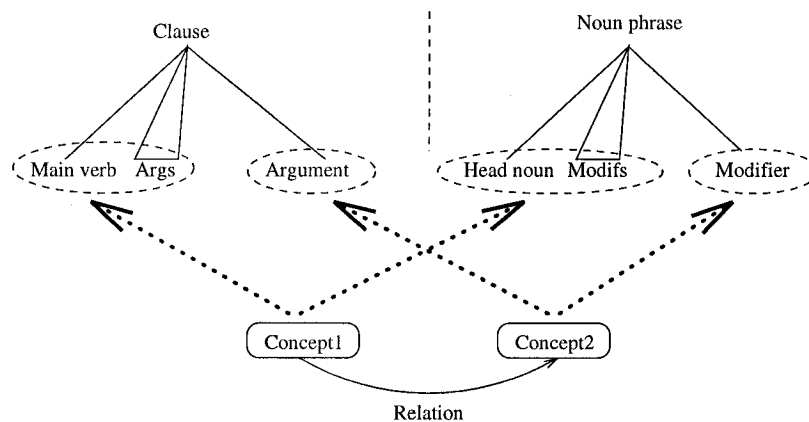 Clause
Noun phrase
Main verb Args
Argument
Head noun Modifs
Modifier
Concept1
Concept2
Relation